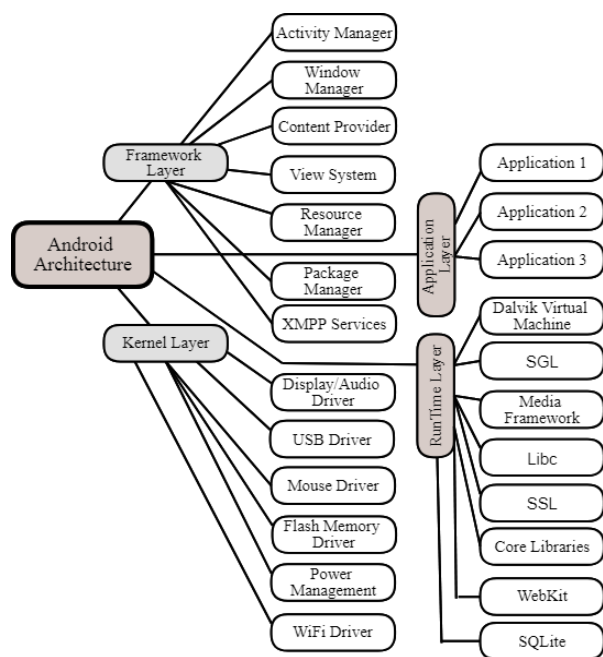 Android
Architecture
Framework
Layer
Activity Manager
Window
Manager
Content Provider
View System
Resource
Manager
Package
Manager
XMPP Services
Kernel Layer
Display/Audio
Driver
USB Driver
Mouse Driver
Flash Memory
Driver
Power
Management
WiFi Driver
Application
Layer
Application 1
Application 2
Application 3
RunTime Layer
Dalvik Virtual
Machine
SGL
Media
Framework
Libc
SSL
Core Libraries
WebKit
SQLite